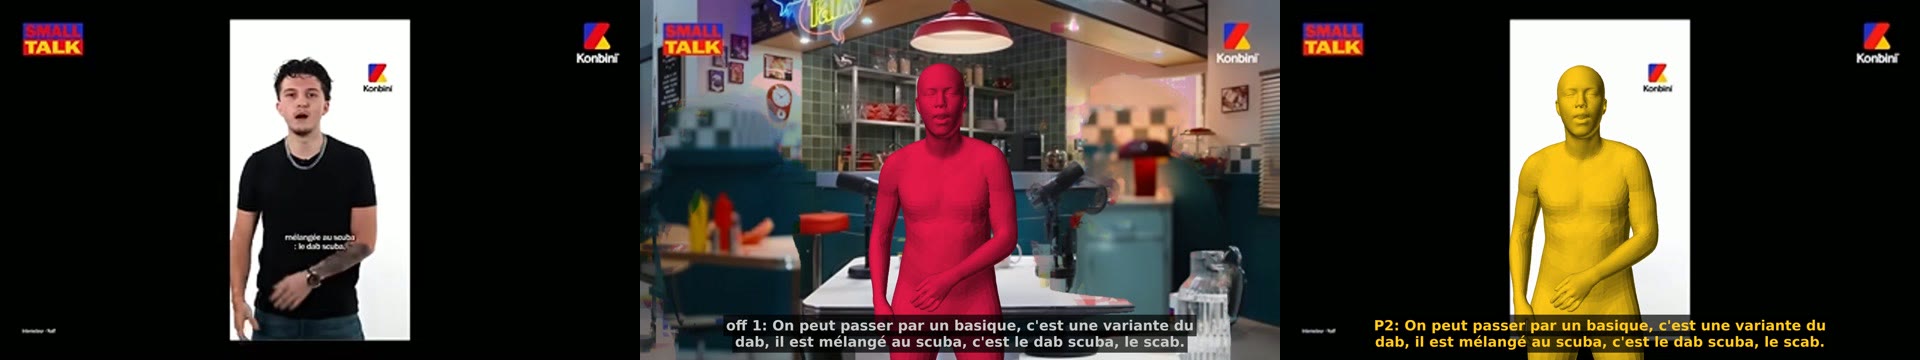 SMALL
TALK
Konbini
Konbini
mélangée au scuba
: le dab scuba.
SMALL
TALK
Talk
Konbini
off 1: On peut passer par un basique, c'est une variante du
dab, il est mélangé au scuba, c'est le dab scuba, le scab.
SMALL
TALK
Konbini
Konbini
P2: On peut passer par un basique, c'est une variante du
dab, il est mélangé au scuba, c'est le dab scuba, le scab.